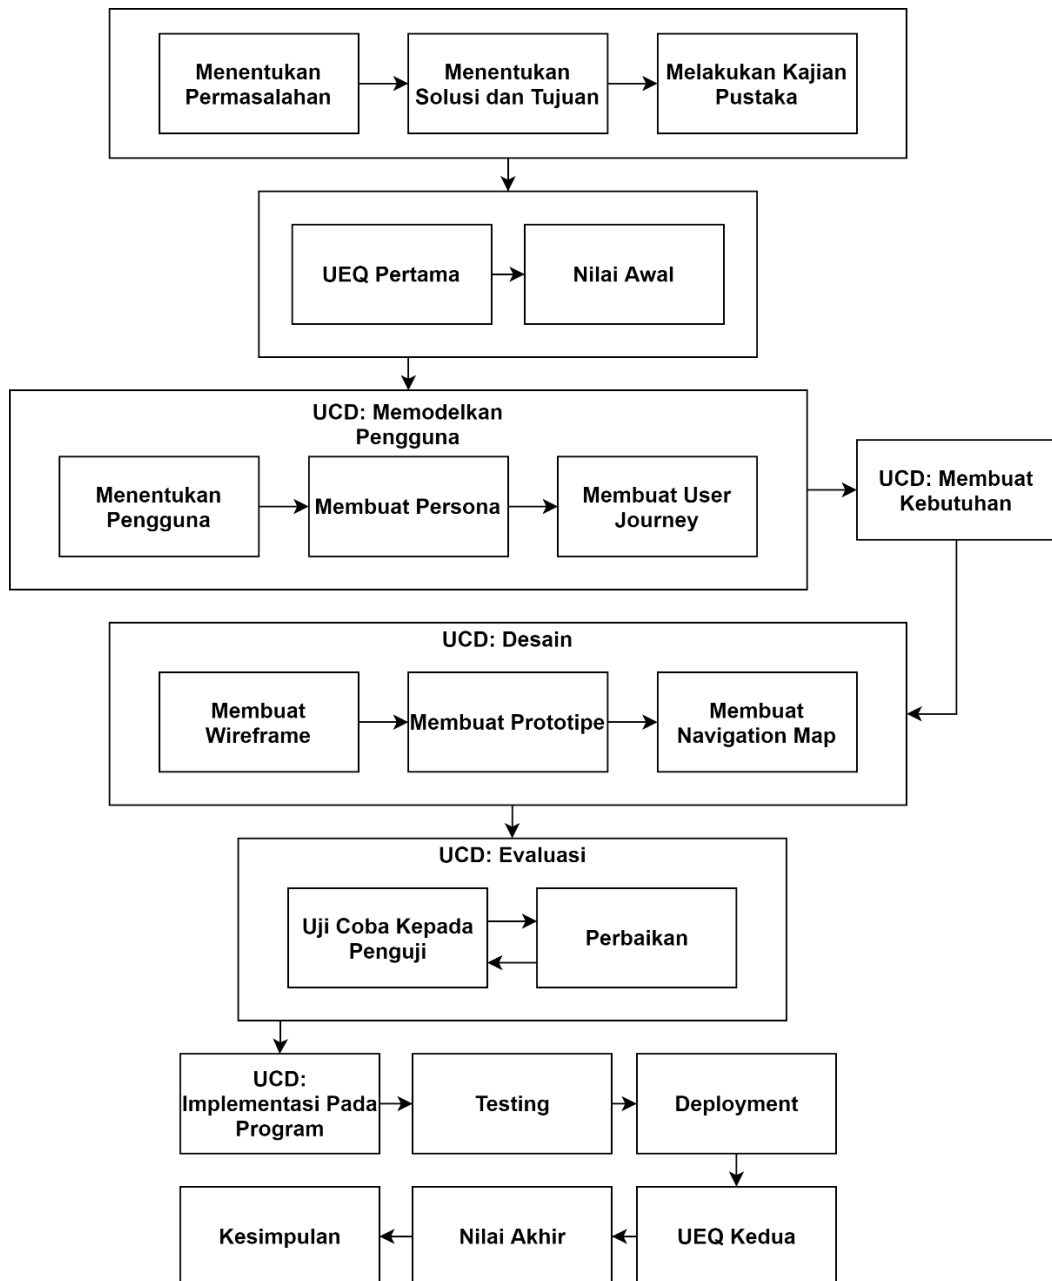 Menentukan
Permasalahan
Menentukan
Solusi dan Tujuan
Melakukan Kajian
Pustaka
UEQ Pertama
Nilai Awal
UCD: Memodelkan
Pengguna
Menentukan
Pengguna
Membuat Persona
Membuat User
Journey
UCD: Membuat
Kebutuhan
UCD: Desain
Membuat
Wireframe
Membuat Prototipe
Membuat
Navigation Map
UCD: Evaluasi
Uji Coba Kepada
Penguji
Perbaikan
UCD:
Implementasi Pada
Program
Testing
Deployment
Kesimpulan
Nilai Akhir
UEQ Kedua